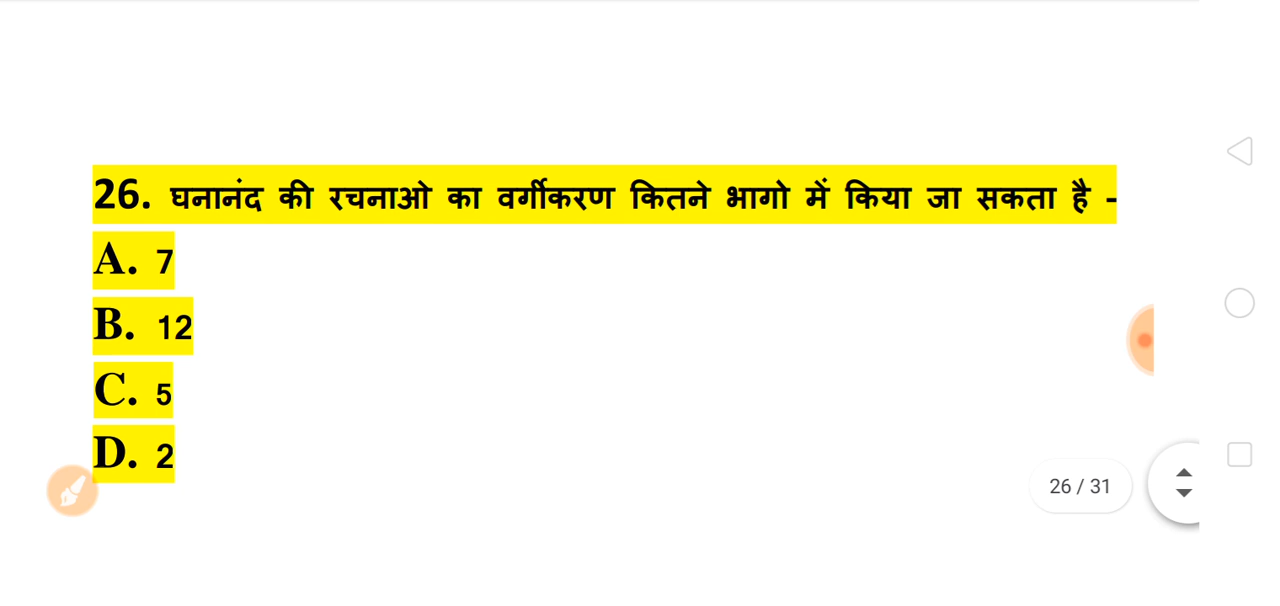 26. घनानंद की रचनाओ का वर्गीकरण कितने भागो में किया जा सकता है -
A. 7
B. 12
C. 5
D. 2
26 / 31